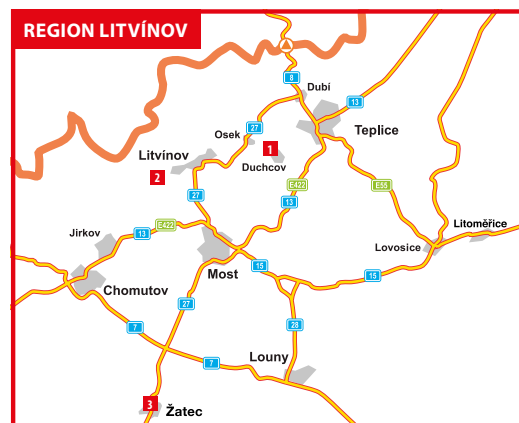 REGION LITVÍNOV
8
Dubí
13
27
Osek
1
Teplice
Litvínov
2
Duchcov
27
E422
E55
13
E422
Jirkov
13
Litoměřice
Lovosice
Most
15
15
Chomutov
27
28
7
7
Louny
3
Žatec